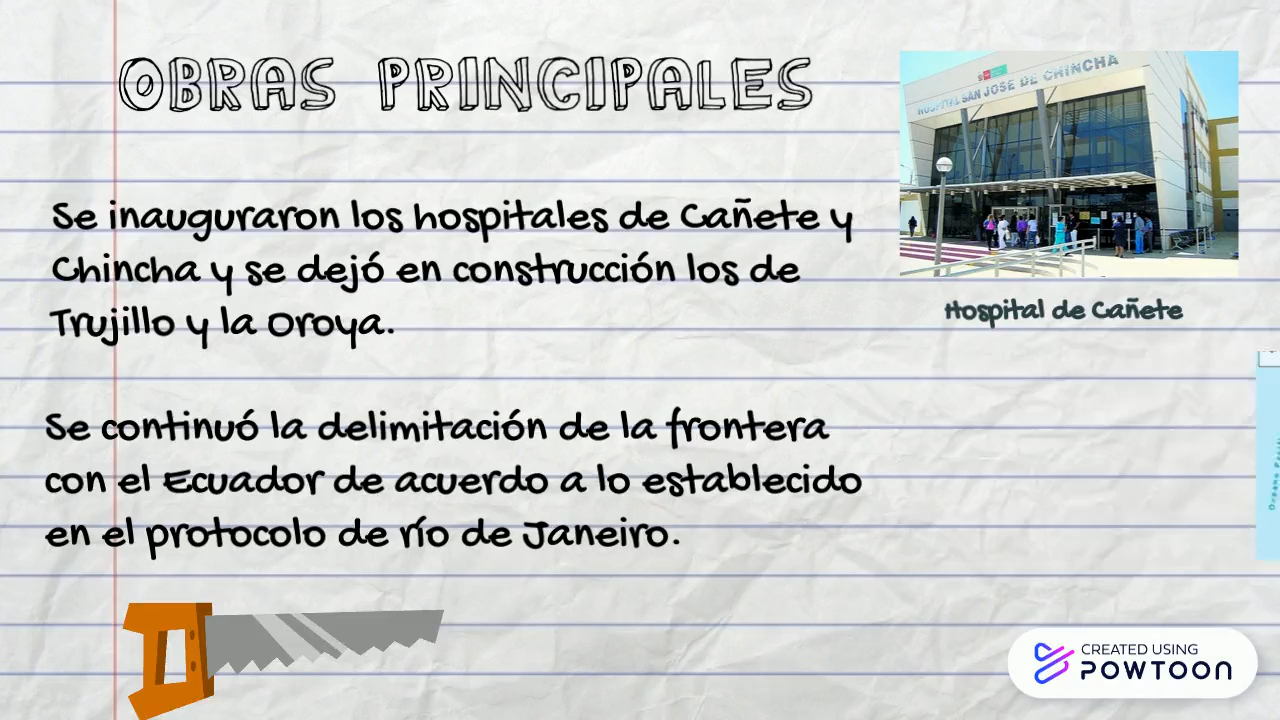 OBRAS PRINCIPALES
Se inauguraron los hospitales de Cañete y
Chincha y se dejó en construcción los de
Trujillo y la Oroya.
Se continuó la delimitación de la frontera
con el Ecuador de acuerdo a lo establecido
en el protocolo de río de Janeiro.
HOSPITAL SAN JOSE DE CHINCHA
Hospital de Cañete
CREATED USING
POWTOON